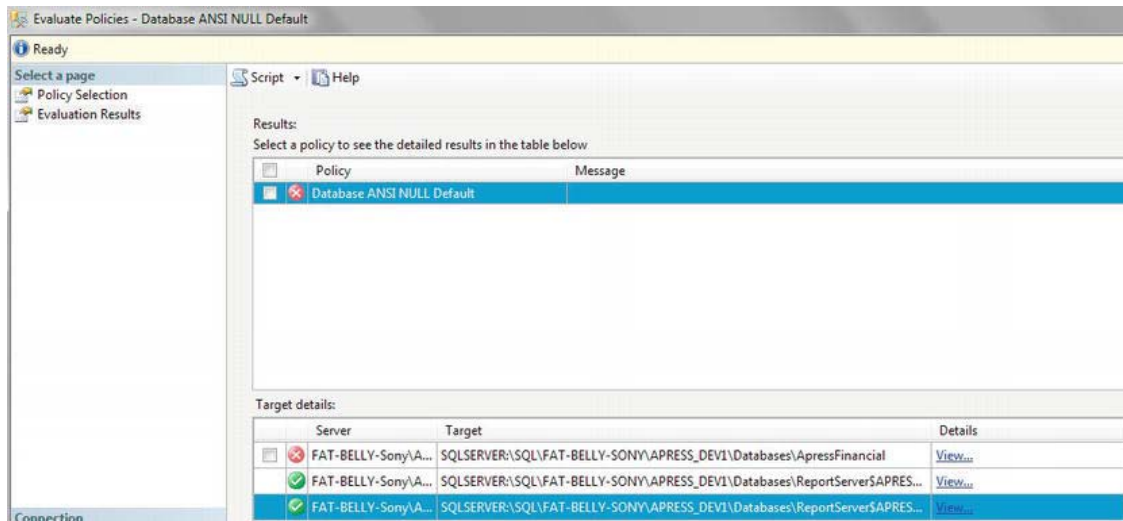 Evaluate Policies - Database ANSI NULL Default
Ready
Select a page
Policy Selection
Evaluation Results
Script Help
Results:
Select a policy to see the detailed results in the table below
Policy Message
Database ANSI NULL Default
Target details:
Server Target Details
FAT-BELLY-Sony\A... SQLSERVER:\SQL\FAT-BELLY-SONY\APRESS_DEV1\Databases\ApressFinancial View...
FAT-BELLY-Sony\A... SQLSERVER:\SQL\FAT-BELLY-SONY\APRESS_DEV1\Databases\ReportServer$APRES... View...
FAT-BELLY-Sony\A... SQLSERVER:\SQL\FAT-BELLY-SONY\APRESS_DEV1\Databases\ReportServer$APRES... View...
Connection